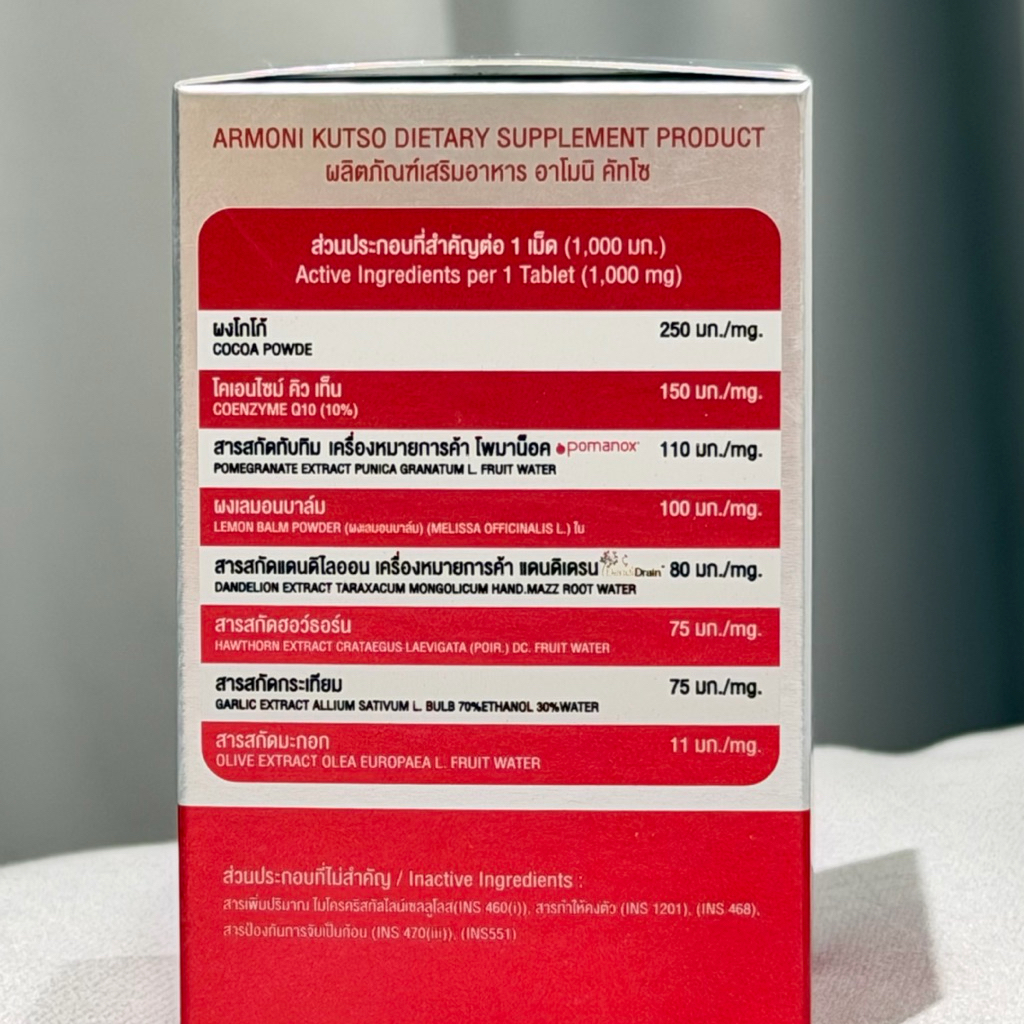 ARMONI KUTSO DIETARY SUPPLEMENT PRODUCT
ผลิตภัณฑ์เสริมอาหาร อาโมนิ คัทโซ
ส่วนประกอบที่สำคัญต่อ 1 เม็ด (1,000 มก.)
Active Ingredients per 1 Tablet (1,000 mg)
ผงโกโก้ 250 มก./mg.
COCOA POWDE
โคเอนไซม์ คิว เท็น 150 มก./mg.
COENZYME Q10 (10%)
สารสกัดทับทิม เครื่องหมายการค้า โพมาน็อค pomanox 110 มก./mg.
POMEGRANATE EXTRACT PUNICA GRANATUM L. FRUIT WATER
ผงเลมอนบาล์ม 100 มก./mg.
LEMON BALM POWDER (ผงเลมอนบาล์ม) (MELISSA OFFICINALIS L.) ใบ
สารสกัดแดนดิไลออน เครื่องหมายการค้า แดนดิเดรน Drain 80 มก./mg.
DANDELION EXTRACT TARAXACUM MONGOLICUM HAND.MAZZ ROOT WATER
สารสกัดฮอว์ธอร์น 75 มก./mg.
HAWTHORN EXTRACT CRATAEGUS LAEVIGATA (POIR.) DC. FRUIT WATER
สารสกัดกระเทียม 75 มก./mg.
GARLIC EXTRACT ALLIUM SATIVUM L. BULB 70%ETHANOL 30%WATER
สารสกัดมะกอก 11 มก./mg.
OLIVE EXTRACT OLEA EUROPAEA L. FRUIT WATER
ส่วนประกอบที่ไม่สำคัญ / Inactive Ingredients :
สารเพิ่มปริมาณ ไมโครคริสทัลไลน์เซลลูโลส(INS 460(i)), สารทำให้คงตัว (INS 1201), (INS 468),
สารป้องกันการจับเป็นก้อน (INS 470(iii)), (INS551)